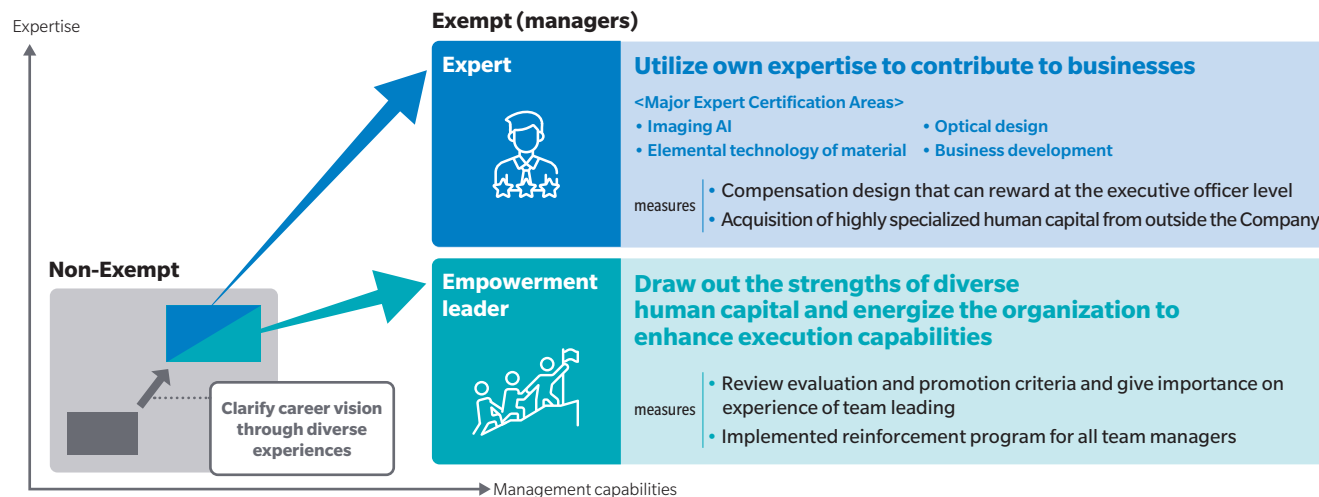 Expertise
Exempt (managers)
Expert
Utilize own expertise to contribute to businesses
<Major Expert Certification Areas>
• Imaging AI
• Optical design
• Elemental technology of material
• Business development
measures
• Compensation design that can reward at the executive officer level
• Acquisition of highly specialized human capital from outside the Company
Non-Exempt
Clarify career vision
through diverse
experiences
Empowerment
leader
Draw out the strengths of diverse
human capital and energize the organization to
enhance execution capabilities
measures
• Review evaluation and promotion criteria and give importance on
experience of team leading
• Implemented reinforcement program for all team managers
Management capabilities